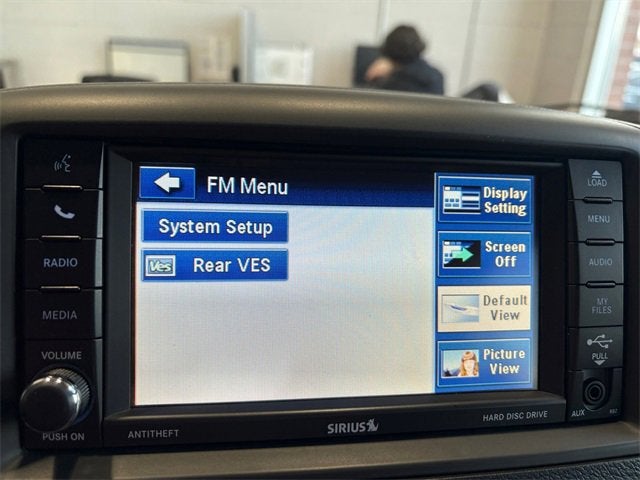 FM Menu
System Setup
Ves Rear VES
Display
Setting
Screen
Off
Default
View
Picture
View
RADIO
MEDIA
VOLUME
PUSH ON
ANTITHEFT
SIRIUS
HARD DISC DRIVE
LOAD
MENU
AUDIO
MY
FILES
PULL
AUX